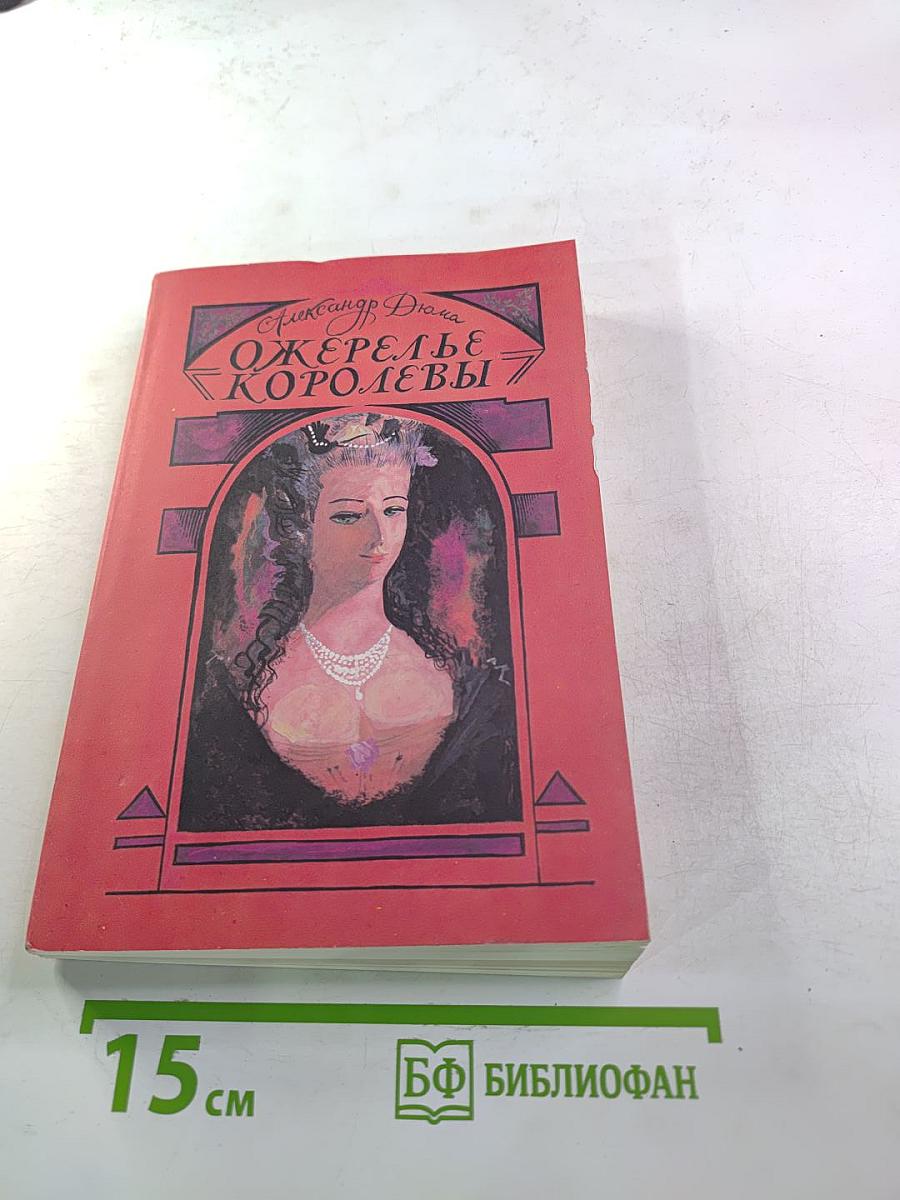 Александр Дюма
ОЖЕРЕЛЬЕ
КОРОЛЕВЫ
15 см
БФ БИБЛИОФАН